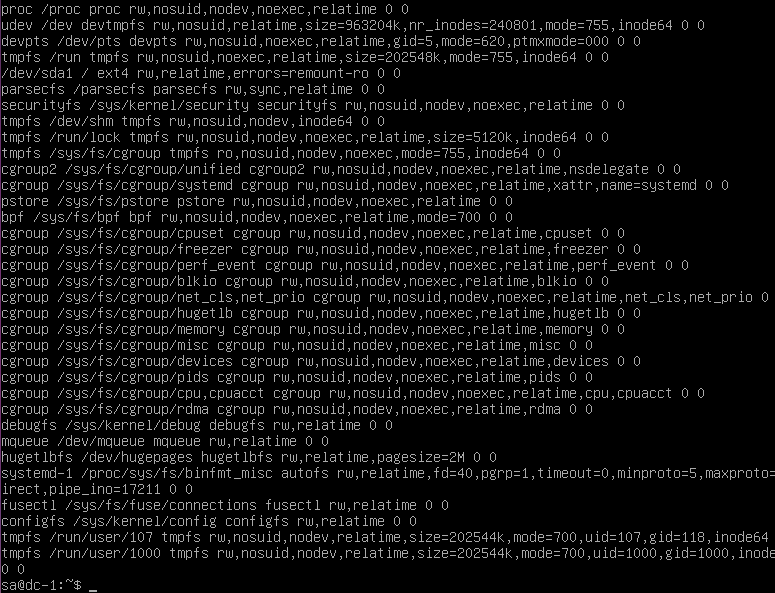 proc /proc proc rw,nosuid,nodev,noexec,relatime 0 0
udev /dev devtmpfs rw,nosuid,relatime,size=963204k,nr_inodes=240801,mode=755,inode64 0 0
devpts /dev/pts devpts rw,nosuid,noexec,relatime,gid=5,mode=620,ptmxmode=000 0 0
tmpfs /run tmpfs rw,nosuid,nodev,noexec,relatime,size=202548k,mode=755,inode64 0 0
/dev/sda1 / ext4 rw,relatime,errors=remount-ro 0 0
parsecfs /parsecfs parsecfs rw,sync,relatime 0 0
securityfs /sys/kernel/security securityfs rw,nosuid,nodev,noexec,relatime 0 0
tmpfs /dev/shm tmpfs rw,nosuid,nodev,inode64 0 0
tmpfs /run/lock tmpfs rw,nosuid,nodev,noexec,relatime,size=5120k,inode64 0 0
tmpfs /sys/fs/cgroup tmpfs ro,nosuid,nodev,noexec,mode=755,inode64 0 0
cgroup2 /sys/fs/cgroup/unified cgroup2 rw,nosuid,nodev,noexec,relatime,nsdelegate 0 0
cgroup /sys/fs/cgroup/systemd cgroup rw,nosuid,nodev,noexec,relatime,xattr,name=systemd 0 0
pstore /sys/fs/pstore pstore rw,nosuid,nodev,noexec,relatime 0 0
bpf /sys/fs/bpf bpf rw,nosuid,nodev,noexec,relatime,mode=700 0 0
cgroup /sys/fs/cgroup/cpuset cgroup rw,nosuid,nodev,noexec,relatime,cpuset 0 0
cgroup /sys/fs/cgroup/freezer cgroup rw,nosuid,nodev,noexec,relatime,freezer 0 0
cgroup /sys/fs/cgroup/perf_event cgroup rw,nosuid,nodev,noexec,relatime,perf_event 0 0
cgroup /sys/fs/cgroup/blkio cgroup rw,nosuid,nodev,noexec,relatime,blkio 0 0
cgroup /sys/fs/cgroup/net_cls,net_prio cgroup rw,nosuid,nodev,noexec,relatime,net_cls,net_prio 0
cgroup /sys/fs/cgroup/hugetlb cgroup rw,nosuid,nodev,noexec,relatime,hugetlb 0 0
cgroup /sys/fs/cgroup/memory cgroup rw,nosuid,nodev,noexec,relatime,memory 0 0
cgroup /sys/fs/cgroup/misc cgroup rw,nosuid,nodev,noexec,relatime,misc 0 0
cgroup /sys/fs/cgroup/devices cgroup rw,nosuid,nodev,noexec,relatime,devices 0 0
cgroup /sys/fs/cgroup/pids cgroup rw,nosuid,nodev,noexec,relatime,pids 0 0
cgroup /sys/fs/cgroup/cpu,cpuacct cgroup rw,nosuid,nodev,noexec,relatime,cpu,cpuacct 0 0
cgroup /sys/fs/cgroup/rdma cgroup rw,nosuid,nodev,noexec,relatime,rdma 0 0
debugfs /sys/kernel/debug debugfs rw,relatime 0 0
mqueue /dev/mqueue mqueue rw,relatime 0 0
hugetlbfs /dev/hugepages hugetlbfs rw,relatime,pagesize=2M 0 0
systemd-1 /proc/sys/fs/binfmt_misc autofs rw,relatime,fd=40,pgrp=1,timeout=0,minproto=5,maxproto=
irect,pipe_ino=17211 0 0
fusectl /sys/fs/fuse/connections fusectl rw,relatime 0 0
configfs /sys/kernel/config configfs rw,relatime 0 0
tmpfs /run/user/107 tmpfs rw,nosuid,nodev,relatime,size=202544k,mode=700,uid=107,gid=118,inode64
tmpfs /run/user/1000 tmpfs rw,nosuid,nodev,relatime,size=202544k,mode=700,uid=1000,gid=1000,inode
0 0
sa@dc-1:~$ _